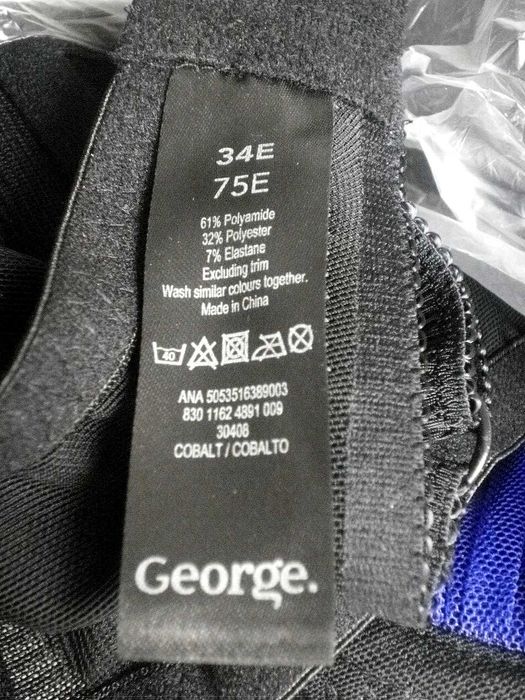 34E
75E
61% Polyamide
32% Polyester
7% Elastane
Excluding trim
Wash similar colours together.
Made in China
40
ANA 5053516389003
830 1162 4891 009
30408
COBALT / COBALTO
George.